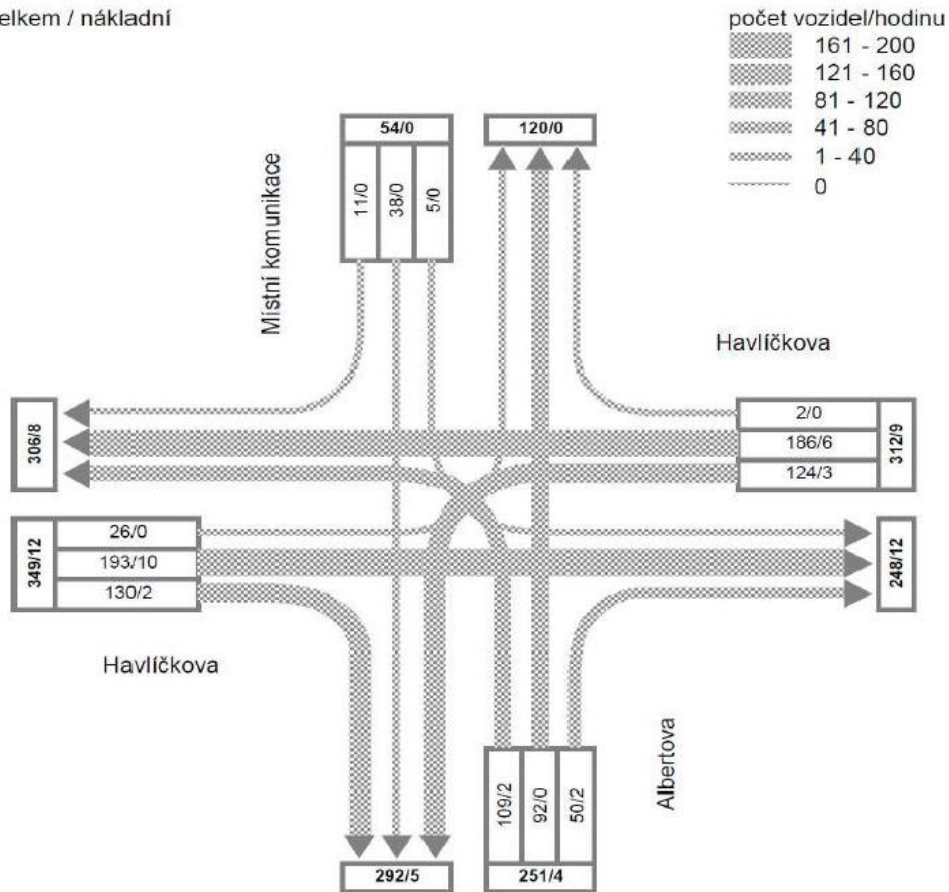 elkem / nákladní
počet vozidel/hodinu
161 - 200
121 - 160
81 - 120
41 - 80
1 - 40
0
54/0
120/0
11/0
38/0
5/0
Místní komunikace
Havlíčkova
306/8
2/0
186/6
124/3
312/9
349/12
26/0
193/10
130/2
248/12
Havlíčkova
Albertova
109/2
92/0
50/2
292/5
251/4